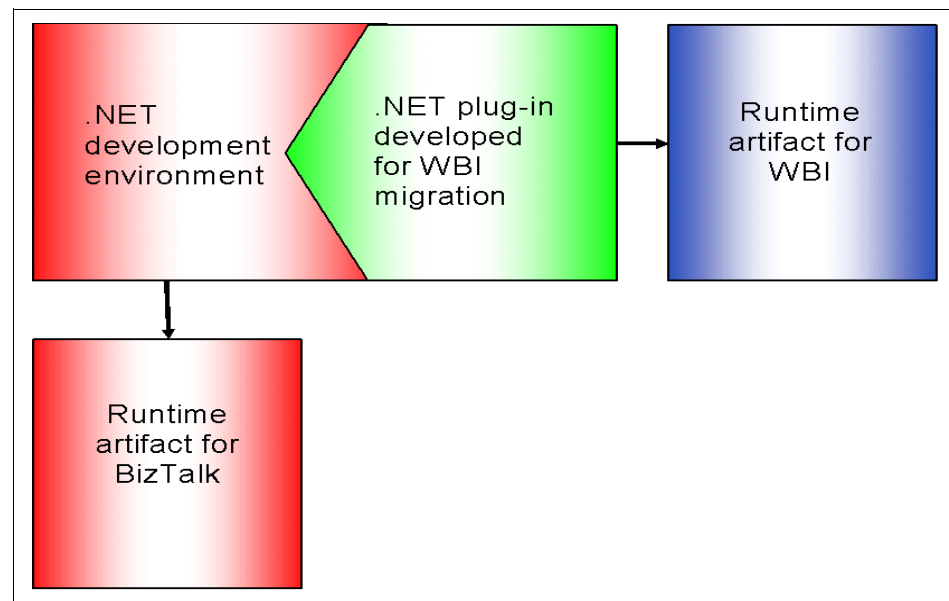 .NET
development
environment
.NET plug-in
developed
for WBI
migration
Runtime
artifact for
WBI
Runtime
artifact for
BizTalk